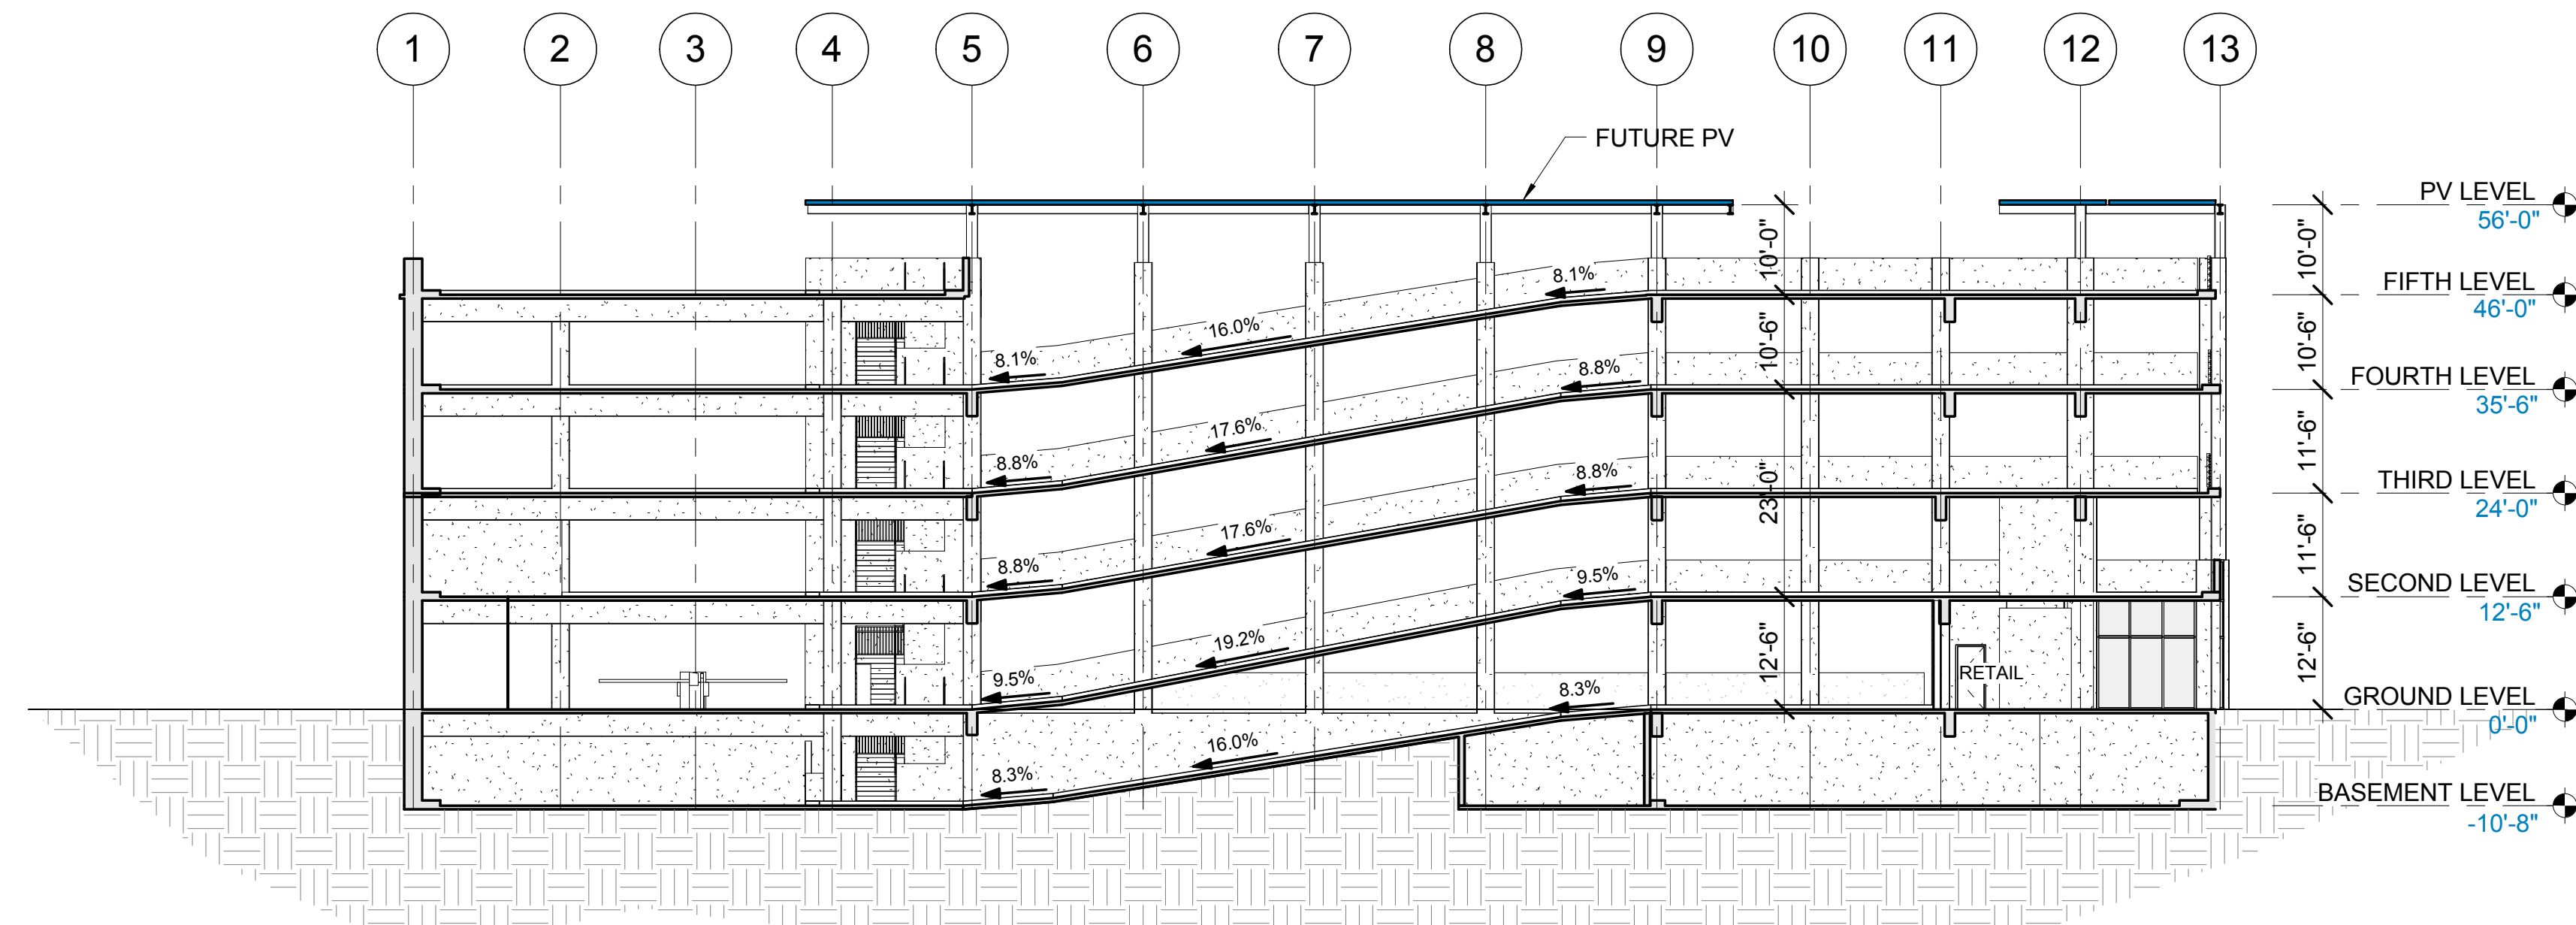 1 2 3 4 5 6 7 8 9 10 11 12 13
FUTURE PV
PV LEVEL
56'-0"
10'-0" 10'-0"
FIFTH LEVEL
46'-0"
8.1%
16.0%
8.1%
10'-6" 10'-6"
FOURTH LEVEL
35'-6"
8.8%
17.6%
8.8%
23'-0" 11'-6"
THIRD LEVEL
24'-0"
8.8%
17.6%
8.8%
11'-6"
SECOND LEVEL
12'-6"
9.5%
19.2%
9.5%
12'-6" 12'-6"
RETAIL
GROUND LEVEL
0'-0"
8.3%
16.0%
8.3%
BASEMENT LEVEL
-10'-8"